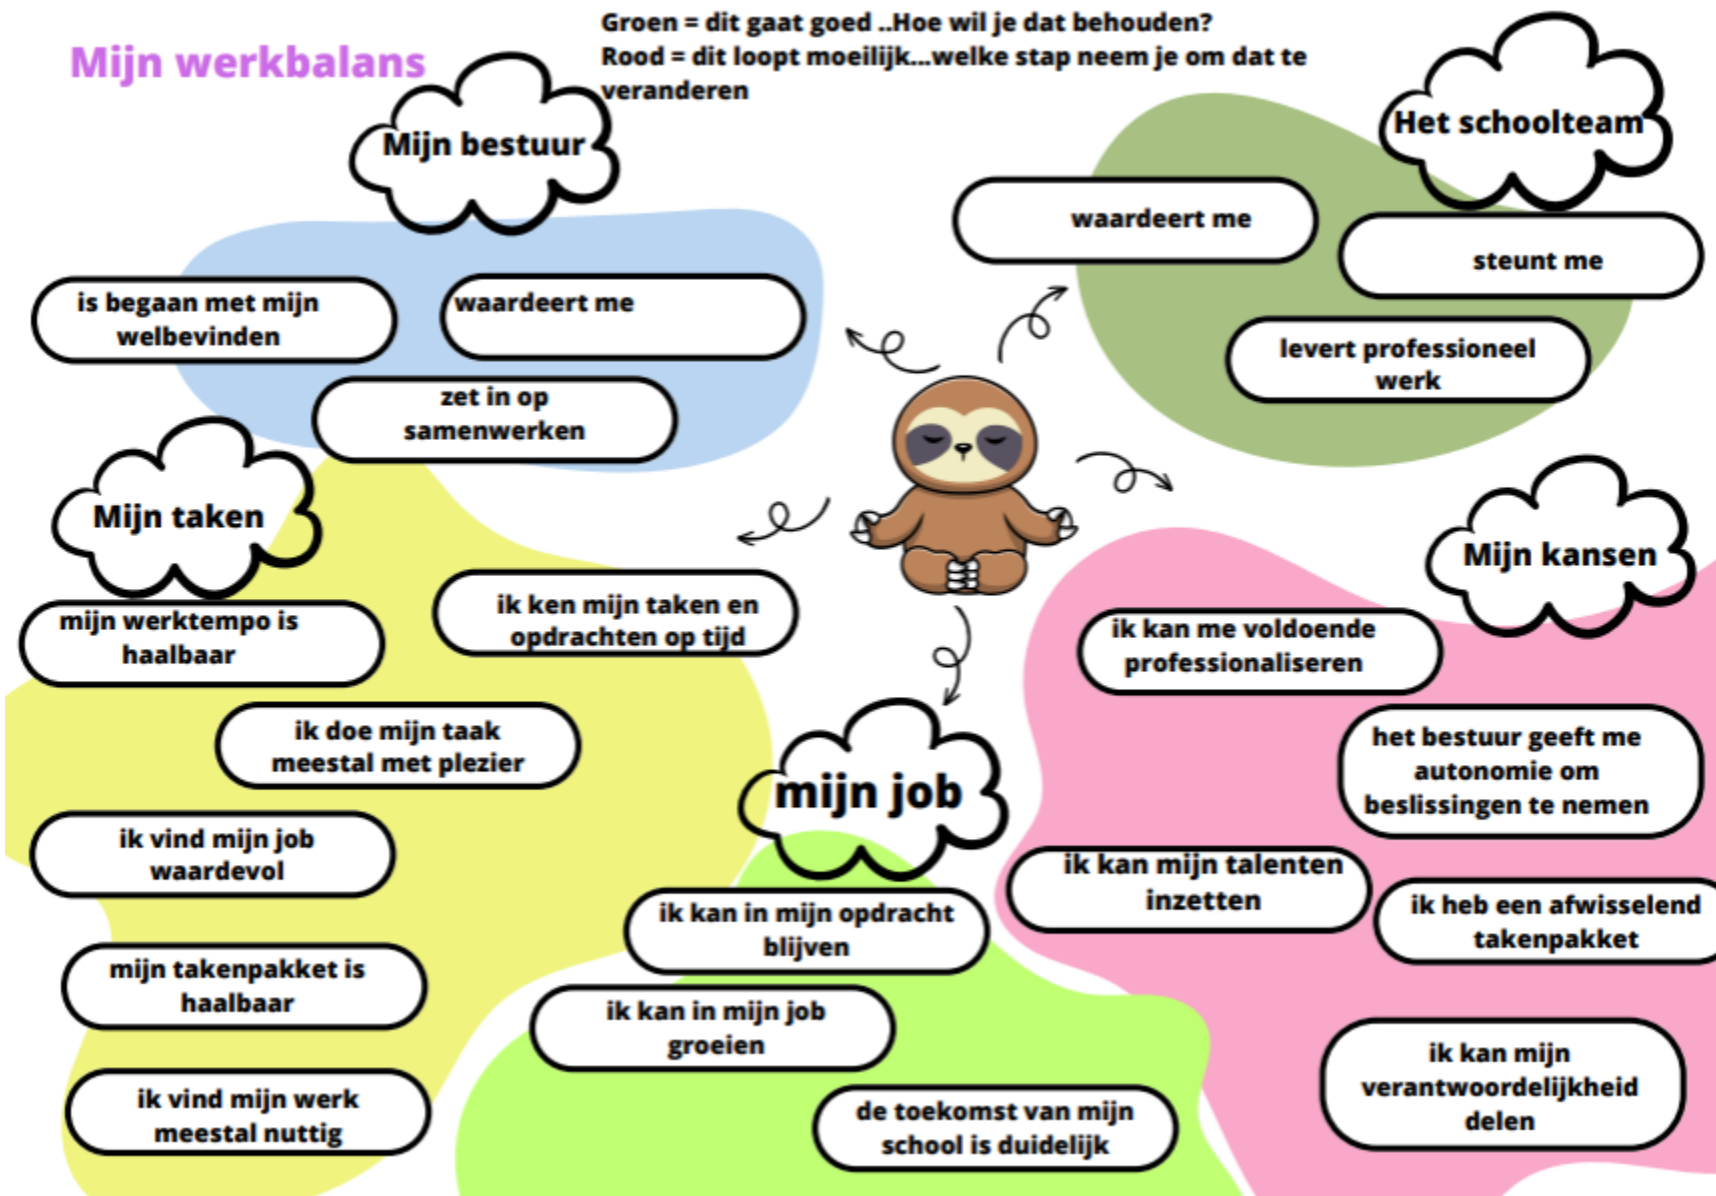 Mijn werkbalans
Groen = dit gaat goed ..Hoe wil je dat behouden?
Rood = dit loopt moeilijk...welke stap neem je om dat te
veranderen
Mijn bestuur
is begaan met mijn
welbevinden
waardeert me
zet in op
samenwerken
Het schoolteam
waardeert me
steunt me
levert professioneel
werk
Mijn taken
mijn werktempo is
haalbaar
ik ken mijn taken en
opdrachten op tijd
ik doe mijn taak
meestal met plezier
ik vind mijn job
waardevol
mijn takenpakket is
haalbaar
ik vind mijn werk
meestal nuttig
mijn job
ik kan in mijn opdracht
blijven
ik kan in mijn job
groeien
de toekomst van mijn
school is duidelijk
Mijn kansen
ik kan me voldoende
professionaliseren
het bestuur geeft me
autonomie om
beslissingen te nemen
ik kan mijn talenten
inzetten
ik heb een afwisselend
takenpakket
ik kan mijn
verantwoordelijkheid
delen